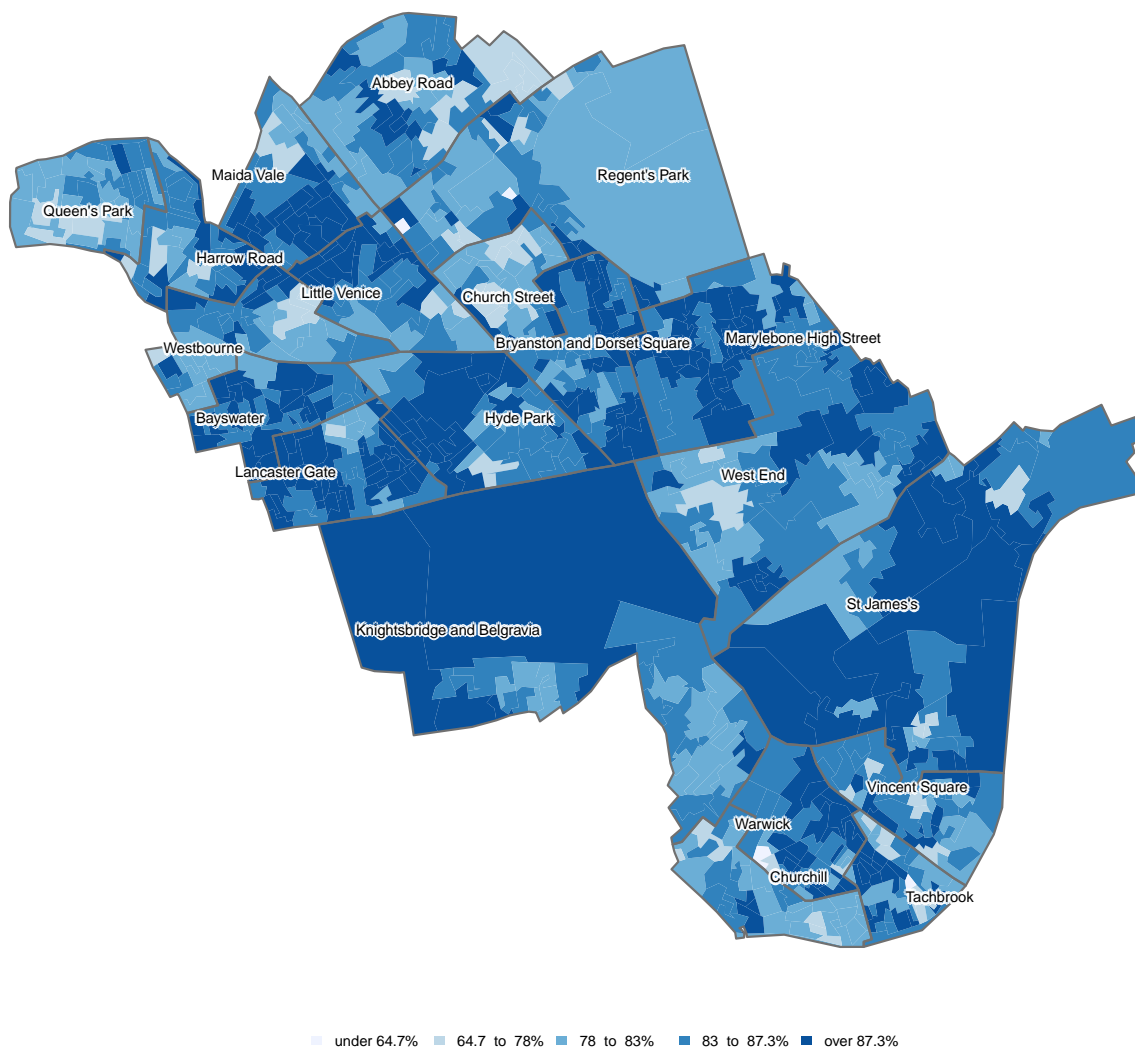 Abbey Road
Maida Vale
Regent's Park
Queen's Park
Harrow Road
Little Venice
Church Street
Westbourne
Bryanston and Dorset Square
Marylebone High Street
Bayswater
Hyde Park
Lancaster Gate
West End
St James's
Knightsbridge and Belgravia
Vincent Square
Warwick
Churchill
Tachbrook
under 64.7% 64.7 to 78% 78 to 83% 83 to 87.3% over 87.3%